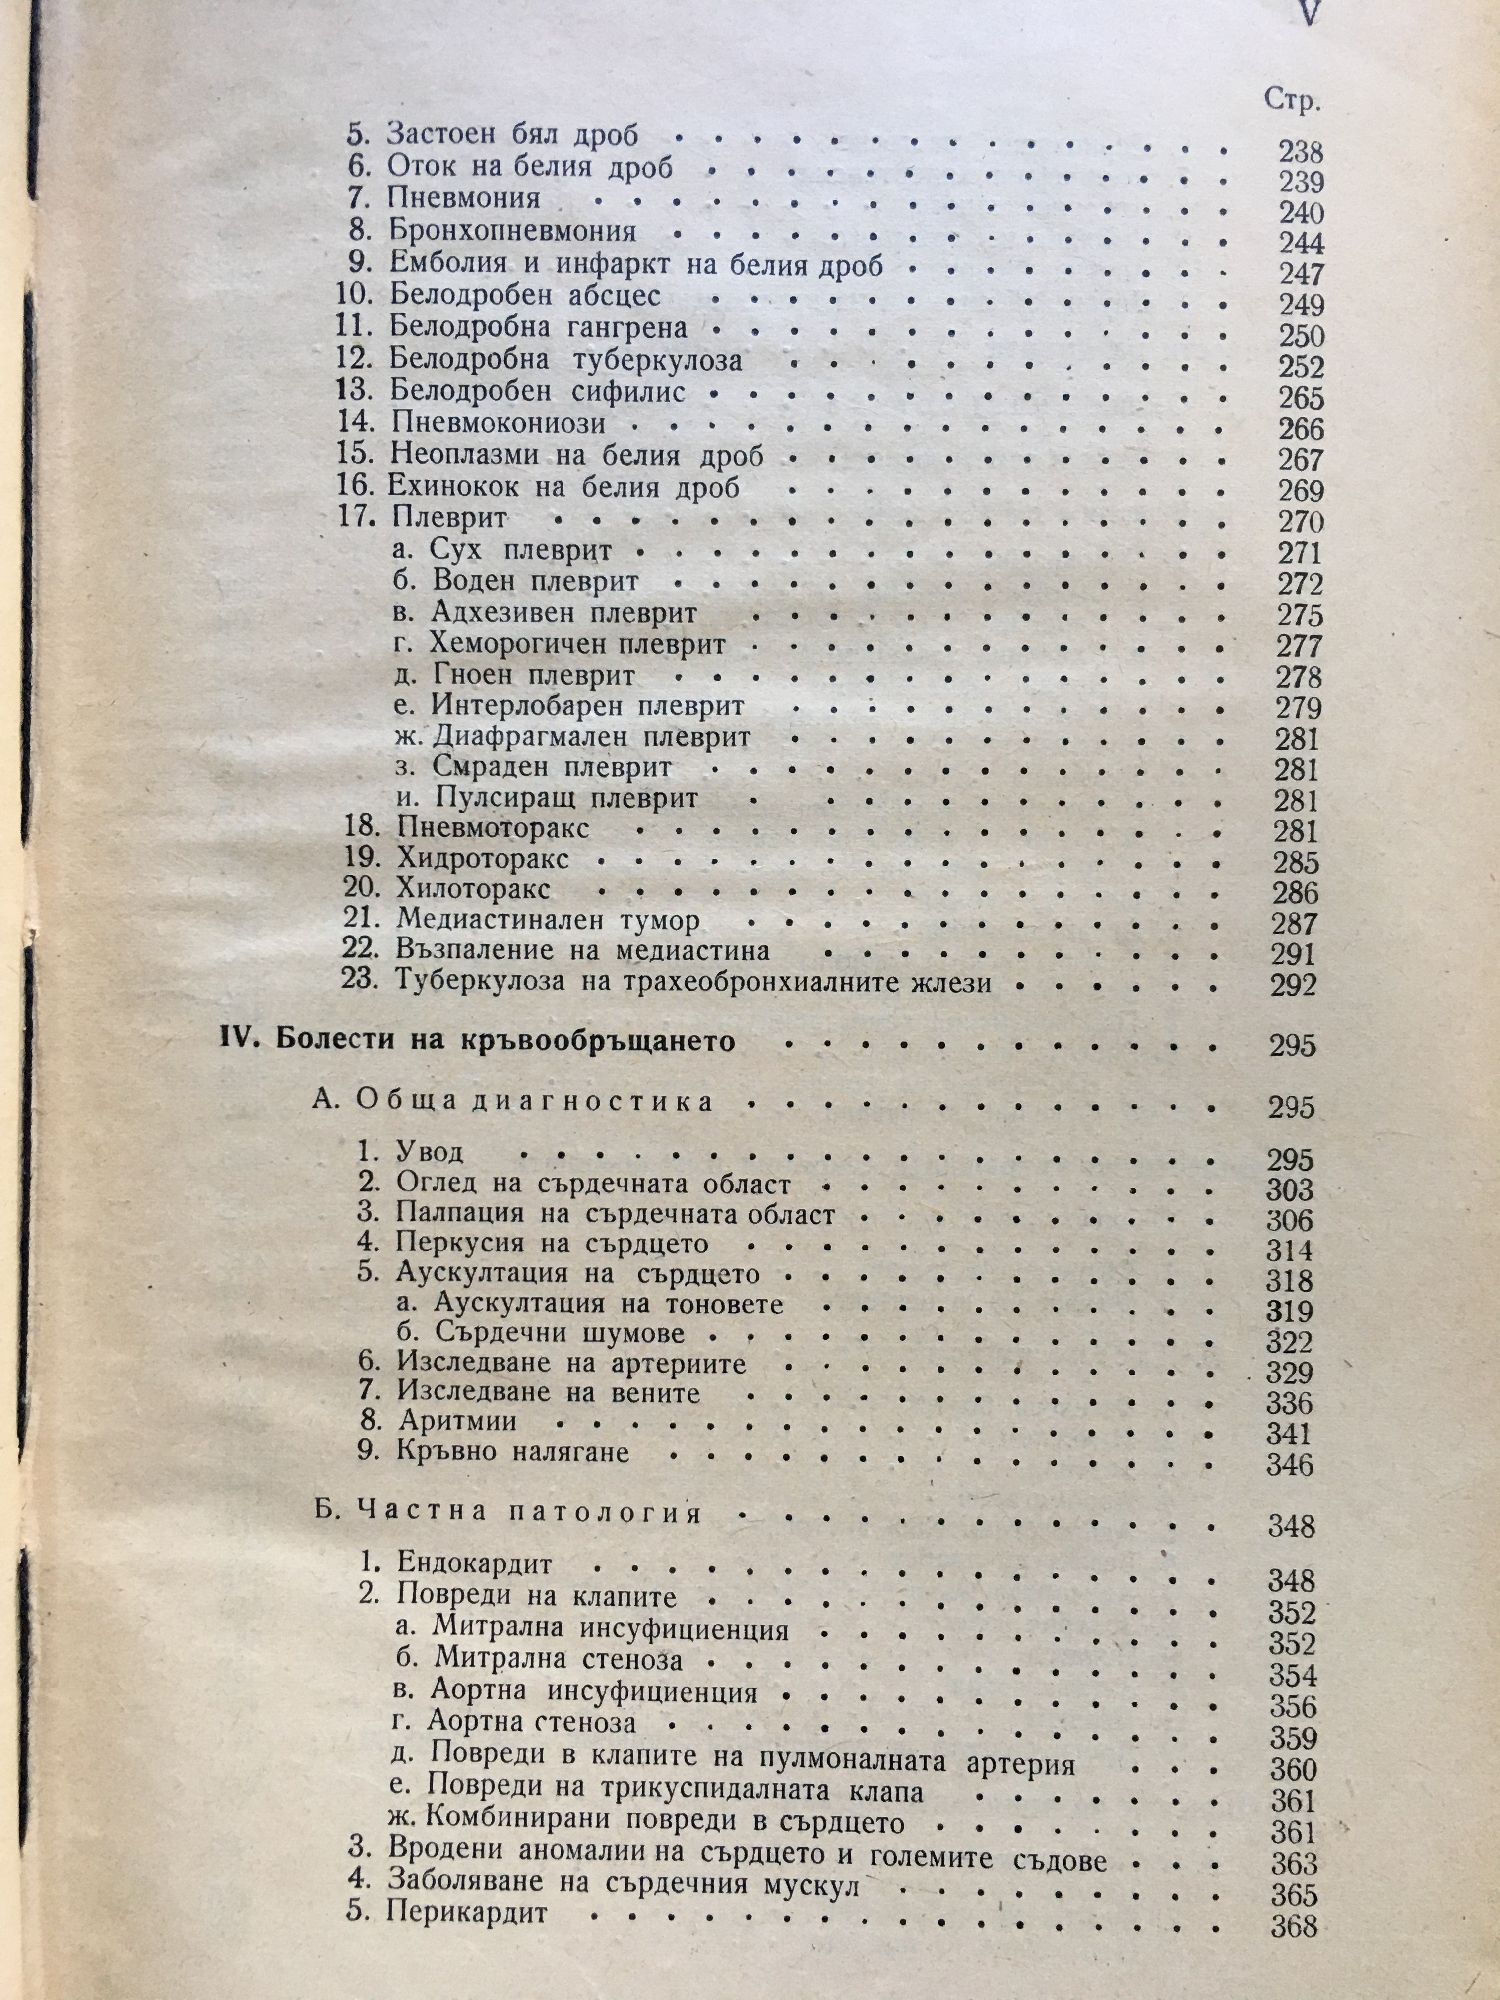 V
Стр.
5. Застоен бял дроб . . . . . . . . . . . . . . . 238
6. Оток на белия дроб . . . . . . . . . . . . . . 239
7. Пневмония . . . . . . . . . . . . . . . . . 240
8. Бронхопневмония . . . . . . . . . . . . . . . 244
9. Емболия и инфаркт на белия дроб . . . . . . . . . 247
10. Белодробен абсцес . . . . . . . . . . . . . . 249
11. Белодробна гангрена . . . . . . . . . . . . . . 250
12. Белодробна туберкулоза . . . . . . . . . . . . 252
13. Белодробен сифилис . . . . . . . . . . . . . . 265
14. Пневмокониози . . . . . . . . . . . . . . . . 266
15. Неоплазми на белия дроб . . . . . . . . . . . . 267
16. Ехинокок на белия дроб . . . . . . . . . . . . 269
17. Плеврит . . . . . . . . . . . . . . . . . . 270
а. Сух плеврит . . . . . . . . . . . . . . . . 271
б. Воден плеврит . . . . . . . . . . . . . . . 272
в. Адхезивен плеврит . . . . . . . . . . . . . 275
г. Хеморогичен плеврит . . . . . . . . . . . . . 277
д. Гноен плеврит . . . . . . . . . . . . . . . 278
е. Интерлобарен плеврит . . . . . . . . . . . . 279
ж. Диафрагмален плеврит . . . . . . . . . . . . 281
з. Смраден плеврит . . . . . . . . . . . . . . 281
и. Пулсиращ плеврит . . . . . . . . . . . . 281
18. Пневмоторакс . . . . . . . . . . . . . . . . 281
19. Хидроторакс . . . . . . . . . . . . . . . . . 285
20. Хилоторакс . . . . . . . . . . . . . . . . . 286
21. Медиастинален тумор . . . . . . . . . . . . . 287
22. Възпаление на медиастина . . . . . . . . . . . 291
23. Туберкулоза на трахеобронхиалните жлези . . . . . . 292
IV. Болести на кръвообръщането . . . . . . . . . . . . 295
А. Обща диагностика . . . . . . . . . . . . . 295
1. Увод . . . . . . . . . . . . . . . . . . . 295
2. Оглед на сърдечната област . . . . . . . . . . . 303
3. Палпация на сърдечната област . . . . . . . . . . 306
4. Перкусия на сърдцето . . . . . . . . . . . . . 314
5. Аускултация на сърдцето . . . . . . . . . . . . 318
а. Аускултация на тоновете . . . . . . . . . . . 319
б. Сърдечни шумове . . . . . . . . . . . . . . 322
6. Изследване на артериите . . . . . . . . . . . . 329
7. Изследване на вените . . . . . . . . . . . . . 336
8. Аритмии . . . . . . . . . . . . . . . . . . 341
9. Кръвно налягане . . . . . . . . . . . . . . . 346
Б. Частна патология . . . . . . . . . . . . . 348
1. Ендокардит . . . . . . . . . . . . . . . . . 348
2. Повреди на клапите . . . . . . . . . . . . . . 352
а. Митрална инсуфициенция . . . . . . . . . . . 352
б. Митрална стеноза . . . . . . . . . . . . . . 354
в. Аортна инсуфициенция . . . . . . . . . . . . 356
г. Аортна стеноза . . . . . . . . . . . . . . . 359
д. Повреди в клапите на пулмоналната артерия . . . 360
е. Повреди на трикуспидалната клапа . . . . . . . 361
ж. Комбинирани повреди в сърдцето . . . . . . . . 361
3. Вродени аномалии на сърдцето и големите съдове . . . 363
4. Заболяване на сърдечния мускул . . . . . . . . . 365
5. Перикардит . . . . . . . . . . . . . . . . . 368